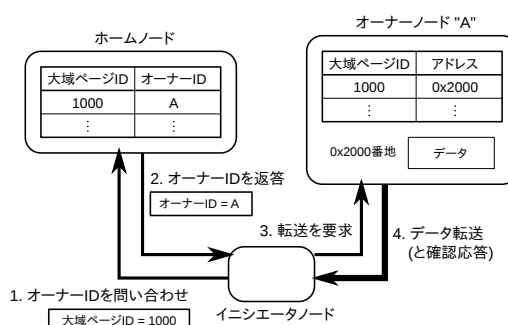 ホームノード
大域ページID オーナーID
1000 A
⋮ ⋮
オーナーノード "A"
大域ページID アドレス
1000 0x2000
⋮ ⋮
0x2000番地 データ
2. オーナーIDを返答
オーナーID = A
3. 転送を要求
4. データ転送
(と確認応答)
1. オーナーIDを問い合わせ
大域ページID = 1000
イニシエータノード